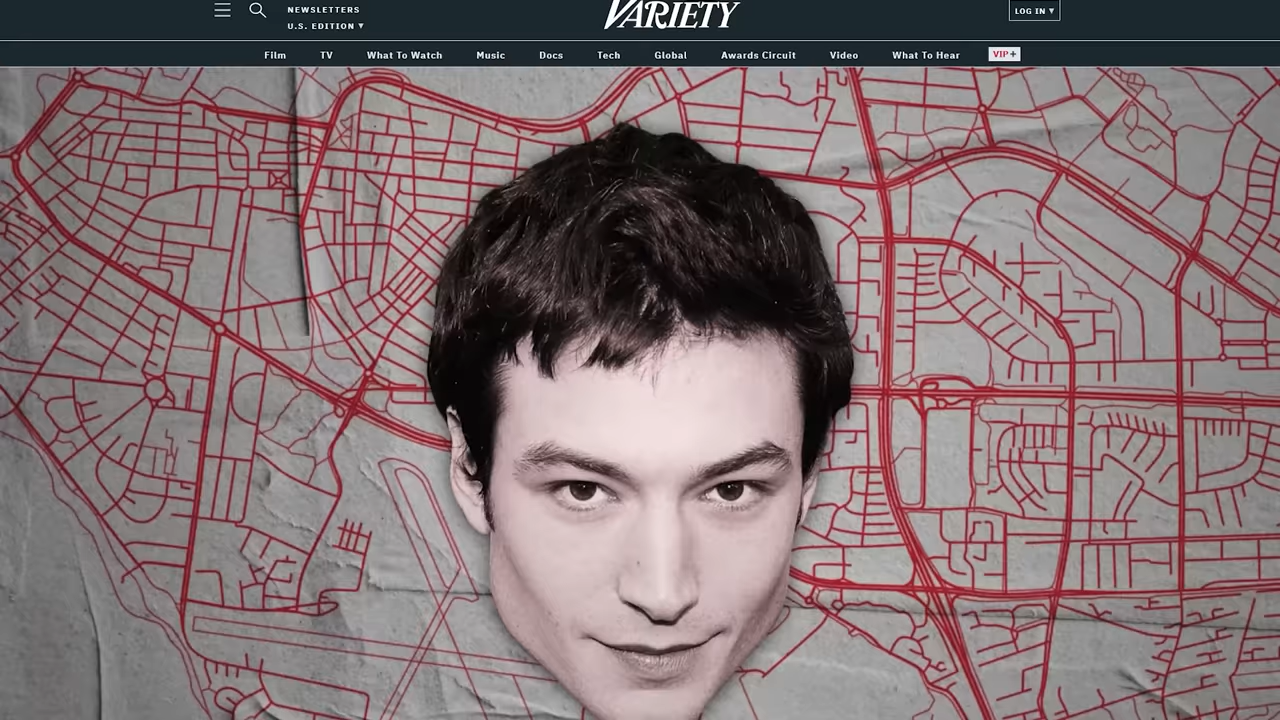 NEWSLETTERS
U.S. EDITION ▾
VARIETY
LOG IN ▾
Film TV What To Watch Music Docs Tech Global Awards Circuit Video What To Hear VIP+